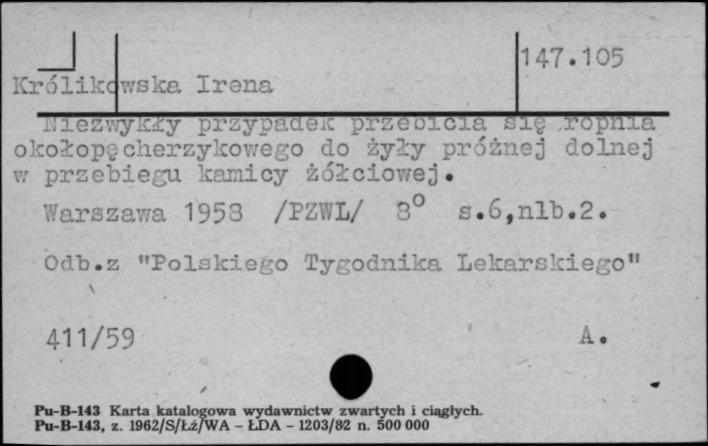 147.105
Królikowska Irena
Niezwykły przypadek przebicia się ropnia
okołopęcherzykowego do żyły próżnej dolnej
w przebiegu kamicy żółciowej.
Warszawa 1958 /PZWL/ 8° s.6,nlb.2.
Odb.z "Polskiego Tygodnika Lekarskiego"
411/59 A.
Pu-B-143 Karta katalogowa wydawnictw zwartych i ciągłych.
Pu-B-143, z. 1962/S/Łź/WA - ŁDA - 1203/82 n. 500 000